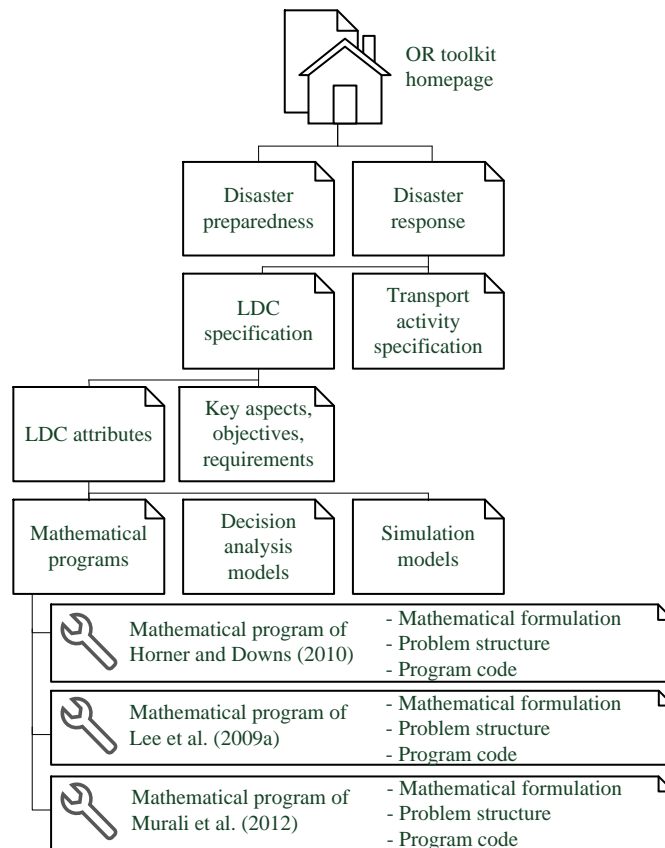 OR toolkit
homepage
Disaster
preparedness
Disaster
response
LDC
specification
Transport
activity
specification
LDC attributes
Key aspects,
objectives,
requirements
Mathematical
programs
Decision
analysis
models
Simulation
models
Mathematical program of
Horner and Downs (2010)
- Mathematical formulation
- Problem structure
- Program code
Mathematical program of
Lee et al. (2009a)
- Mathematical formulation
- Problem structure
- Program code
Mathematical program of
Murali et al. (2012)
- Mathematical formulation
- Problem structure
- Program code